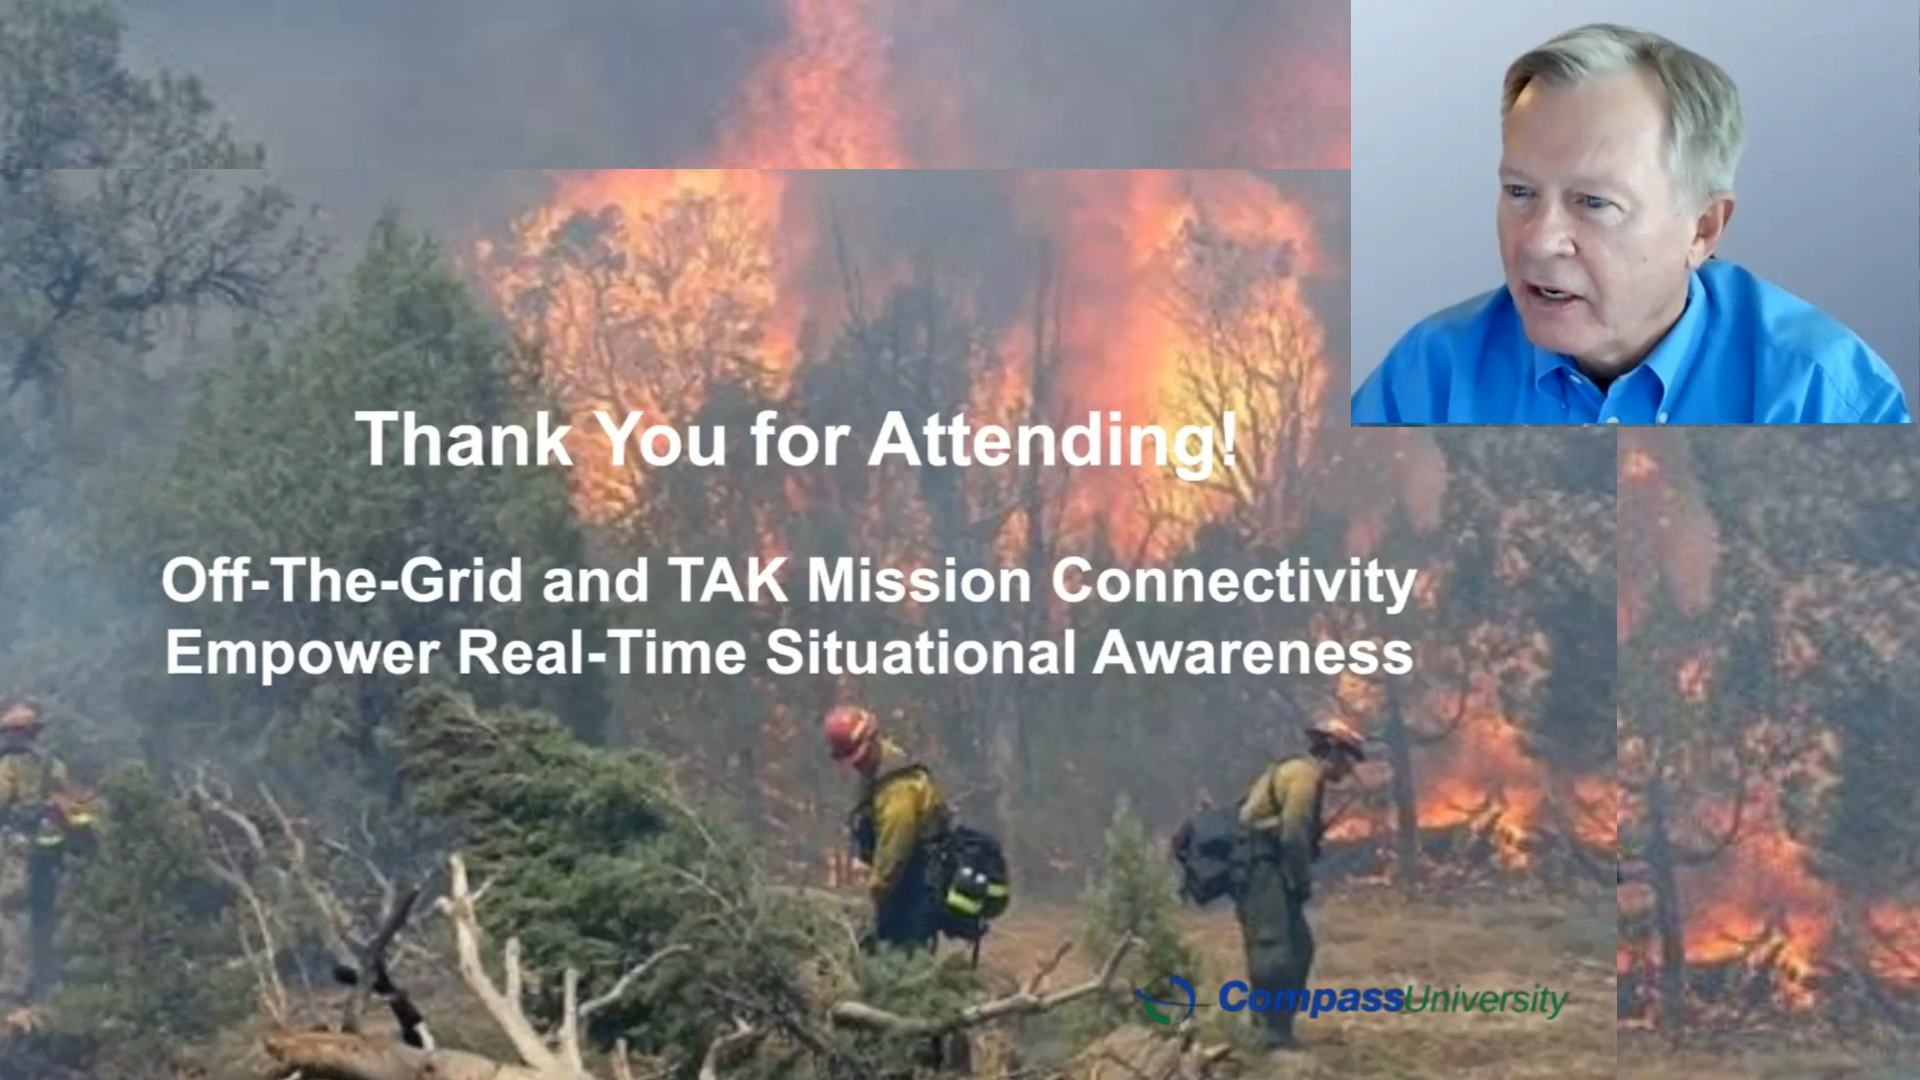 Thank You for Attending!
Off-The-Grid and TAK Mission Connectivity
Empower Real-Time Situational Awareness
CompassUniversity